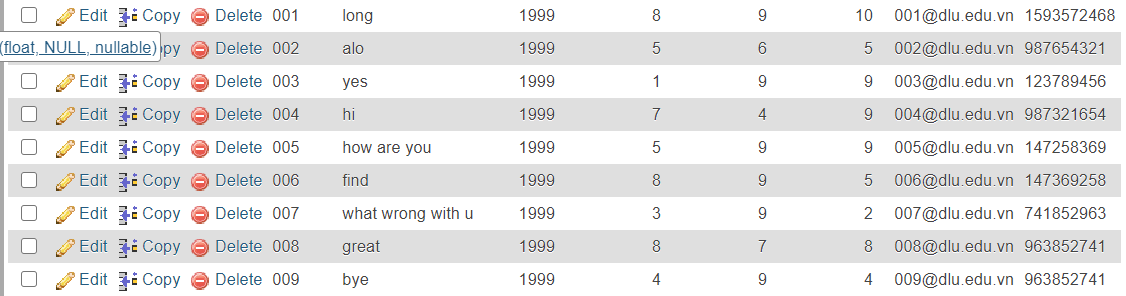 Edit Copy Delete 001 long 1999 8 9 10 001@dlu.edu.vn 1593572468
(float, NULL, nullable) py Delete 002 alo 1999 5 6 5 002@dlu.edu.vn 987654321
Edit Copy Delete 003 yes 1999 1 9 9 003@dlu.edu.vn 123789456
Edit Copy Delete 004 hi 1999 7 4 9 004@dlu.edu.vn 987321654
Edit Copy Delete 005 how are you 1999 5 9 9 005@dlu.edu.vn 147258369
Edit Copy Delete 006 find 1999 8 9 5 006@dlu.edu.vn 147369258
Edit Copy Delete 007 what wrong with u 1999 3 9 2 007@dlu.edu.vn 741852963
Edit Copy Delete 008 great 1999 8 7 8 008@dlu.edu.vn 963852741
Edit Copy Delete 009 bye 1999 4 9 4 009@dlu.edu.vn 963852741